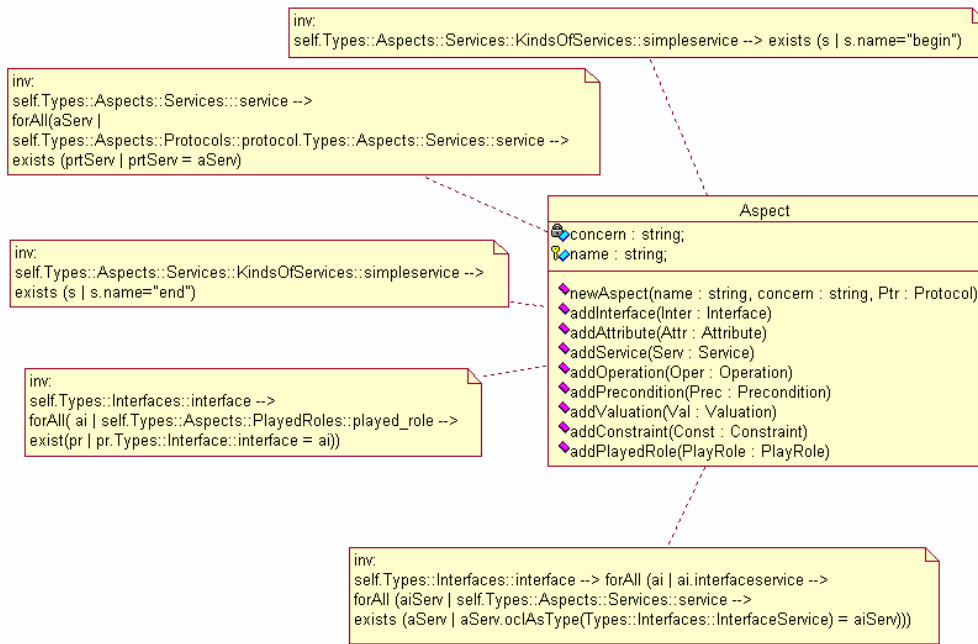 inv:
self.Types::Aspects::Services::KindsOfServices::simpleservice --> exists (s | s.name="begin")
inv:
self.Types::Aspects::Services:::service -->
forAll(aServ |
self.Types::Aspects::Protocols::protocol.Types::Aspects::Services::service -->
exists (prtServ | prtServ = aServ)
Aspect
concern : string;
name : string;
inv:
self.Types::Aspects::Services::KindsOfServices::simpleservice -->
exists (s | s.name="end")
newAspect(name : string, concern : string, Ptr : Protocol)
addInterface(Inter : Interface)
addAttribute(Attr : Attribute)
addService(Serv : Service)
addOperation(Oper : Operation)
addPrecondition(Prec : Precondition)
addValuation(Val : Valuation)
addConstraint(Const : Constraint)
addPlayedRole(PlayRole : PlayRole)
inv:
self.Types::Interfaces::interface -->
forAll( ai | self.Types::Aspects::PlayedRoles::played_role -->
exist(pr | pr.Types::Interface::interface = ai))
inv:
self.Types::Interfaces::interface --> forAll (ai | ai.interfaceservice -->
forAll (aiServ | self.Types::Aspects::Services::service -->
exists (aServ | aServ.oclAsType(Types::Interfaces::InterfaceService) = aiServ)))